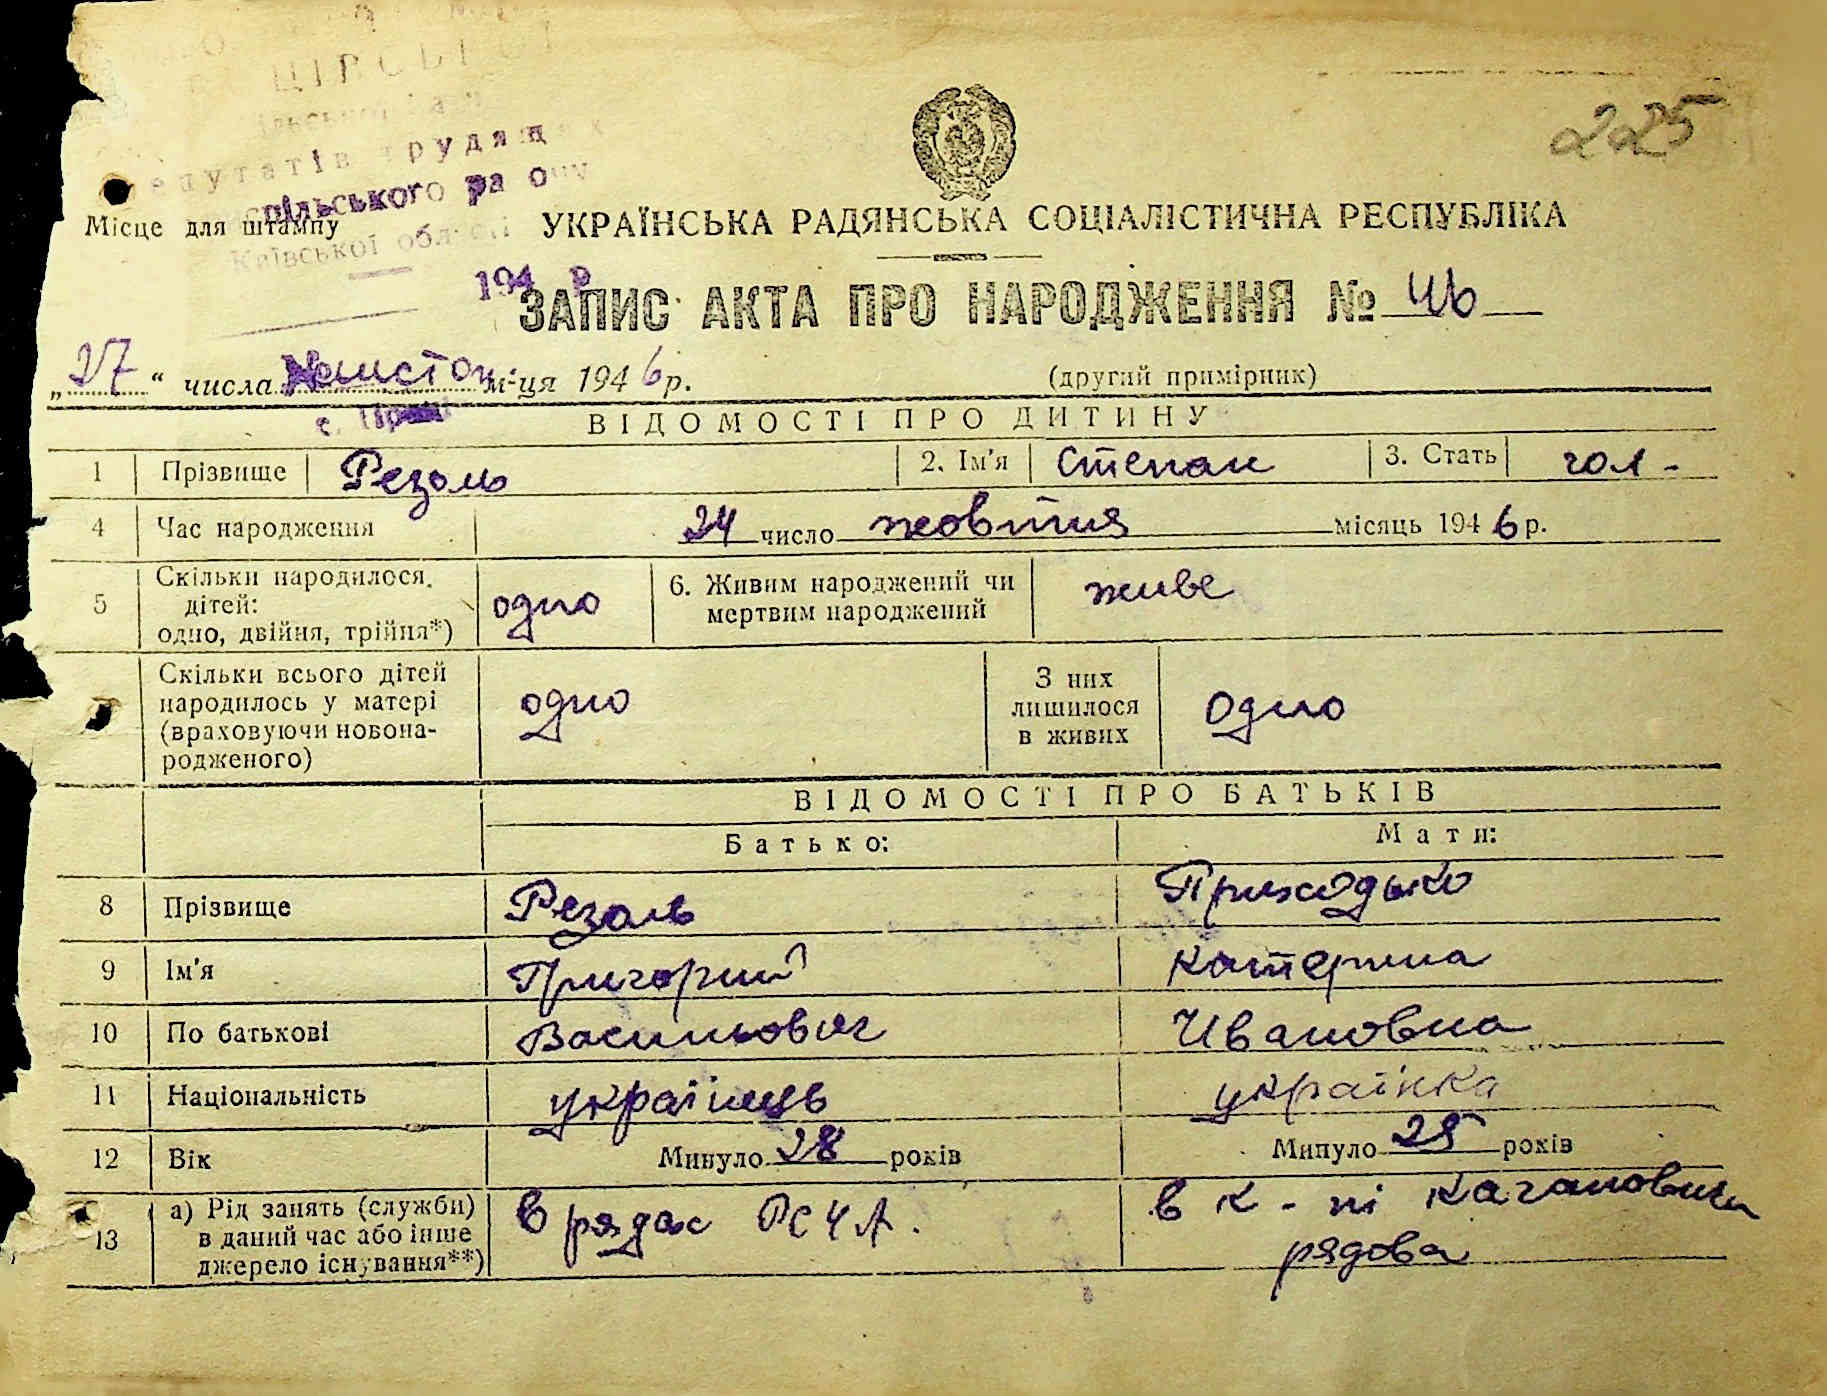 225
депутатів трудящих
Місце для штампу
Київської області
194 р
УКРАЇНСЬКА РАДЯНСЬКА СОЦІАЛІСТИЧНА РЕСПУБЛІКА
ЗАПИС АКТА ПРО НАРОДЖЕННЯ № 46
„27“ числа м-ця 1946 р. (другий примірник)
ВІДОМОСТІ ПРО ДИТИНУ
1 Прізвище Резоль 2. Ім'я Степан 3. Стать чол-
4 Час народження 24 число жовтня місяць 1946 р.
5 Скільки народилося дітей: одно, двійня, трійня*) одно 6. Живим народжений чи мертвим народжений живе
Скільки всього дітей народилось у матері (враховуючи новонародженого) одно З них лишилося в живих одно
ВІДОМОСТІ ПРО БАТЬКІВ
Батько: Мати:
8 Прізвище Резоль Приходько
9 Ім'я Григорий Катерина
10 По батькові Васильович Ивановна
11 Національність українець українка
12 Вік Минуло 28 років Минуло 25 років
13 а) Рід занять (служби) в даний час або інше джерело існування**) в рядах РСЧА. в к-пі Кагановича рядова